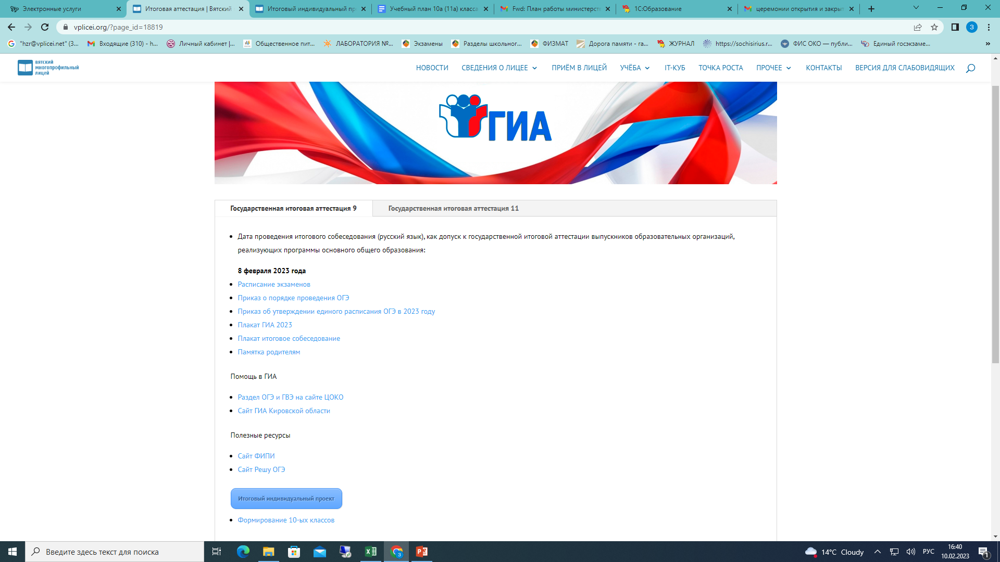 Электронные услуги
Итоговая аттестация | Вятский
Итоговый индивидуальный пр
Учебный план 10а (11а) класса
Fwd: План работы министерств
1С:Образование
церемонии открытия и закрыт
vplicei.org/?page_id=18819
З
"hzr@vplicei.net" (3...
Входящие (310) - h...
Личный кабинет |...
Общественное пит...
ЛАБОРАТОРИЯ №...
Экзамены
Разделы школьног...
ФИЗМАТ
Дорога памяти - га...
ЖУРНАЛ
https://sochisirius.r...
ФИС ОКО — публи...
Единый госэкзаме...
»
вятский
многопрофильный
лицей
НОВОСТИ
СВЕДЕНИЯ О ЛИЦЕЕ
ПРИЁМ В ЛИЦЕЙ
УЧЁБА
IT-КУБ
ТОЧКА РОСТА
ПРОЧЕЕ
КОНТАКТЫ
ВЕРСИЯ ДЛЯ СЛАБОВИДЯЩИХ
ГИА
Государственная итоговая аттестация 9
Государственная итоговая аттестация 11
Дата проведения итогового собеседования (русский язык), как допуск к государственной итоговой аттестации выпускников образовательных организаций,
реализующих программы основного общего образования:
8 февраля 2023 года
Расписание экзаменов
Приказ о порядке проведения ОГЭ
Приказ об утверждении единого расписания ОГЭ в 2023 году
Плакат ГИА 2023
Плакат итоговое собеседование
Памятка родителям
Помощь в ГИА
Раздел ОГЭ и ГВЭ на сайте ЦОКО
Сайт ГИА Кировской области
Полезные ресурсы
Сайт ФИПИ
Сайт Решу ОГЭ
Итоговый индивидуальный проект
Формирование 10-ых классов
Введите здесь текст для поиска
3
14°C Cloudy
РУС
16:40
10.02.2023
1